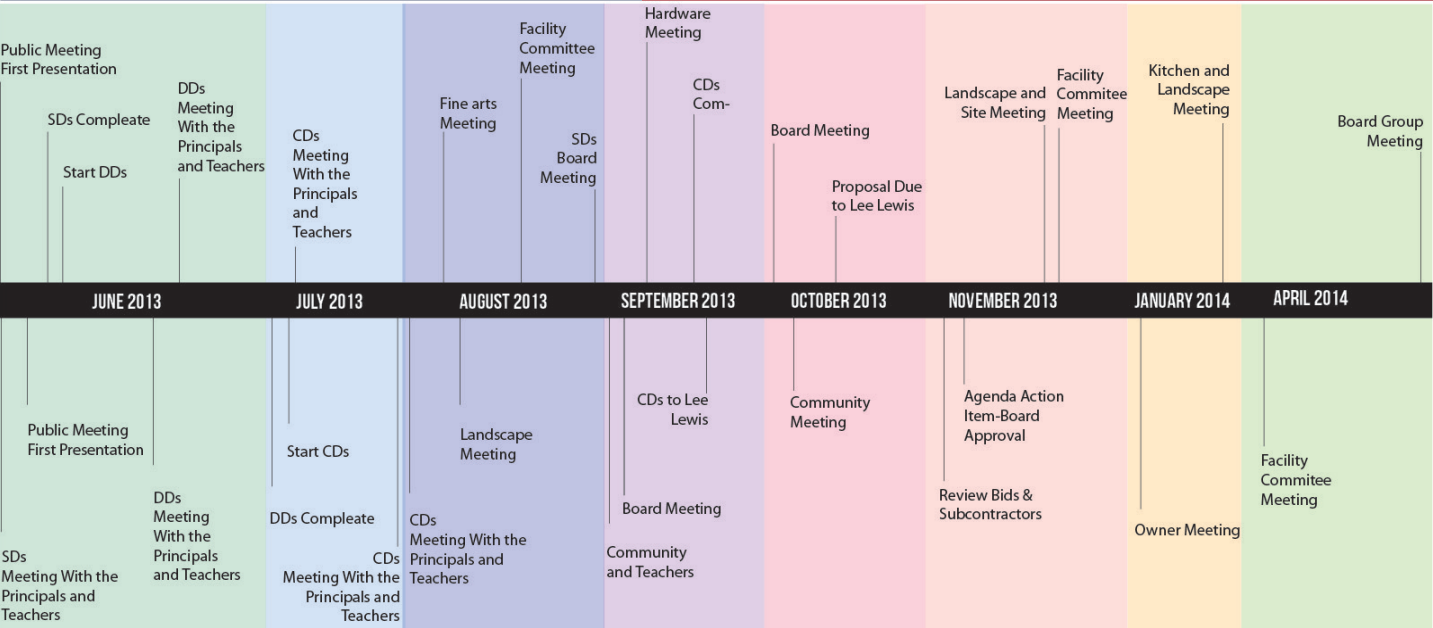 Public Meeting
First Presentation
SDs Compleate
Start DDs
DDs
Meeting
With the
Principals
and Teachers
CDs
Meeting
With the
Principals
and
Teachers
Fine arts
Meeting
Facility
Committee
Meeting
SDs
Board
Meeting
Hardware
Meeting
CDs
Com-
Board Meeting
Proposal Due
to Lee Lewis
Landscape and
Site Meeting
Facility
Commitee
Meeting
Kitchen and
Landscape
Meeting
Board Group
Meeting
JUNE 2013
JULY 2013
AUGUST 2013
SEPTEMBER 2013
OCTOBER 2013
NOVEMBER 2013
JANUARY 2014
APRIL 2014
SDs
Meeting With the
Principals and
Teachers
Public Meeting
First Presentation
DDs
Meeting
With the
Principals
and Teachers
DDs Compleate
Start CDs
CDs
Meeting With the
Principals and
Teachers
CDs
Meeting With the
Principals and
Teachers
Landscape
Meeting
Community
and Teachers
Board Meeting
CDs to Lee
Lewis
Community
Meeting
Review Bids &
Subcontractors
Agenda Action
Item-Board
Approval
Owner Meeting
Facility
Commitee
Meeting